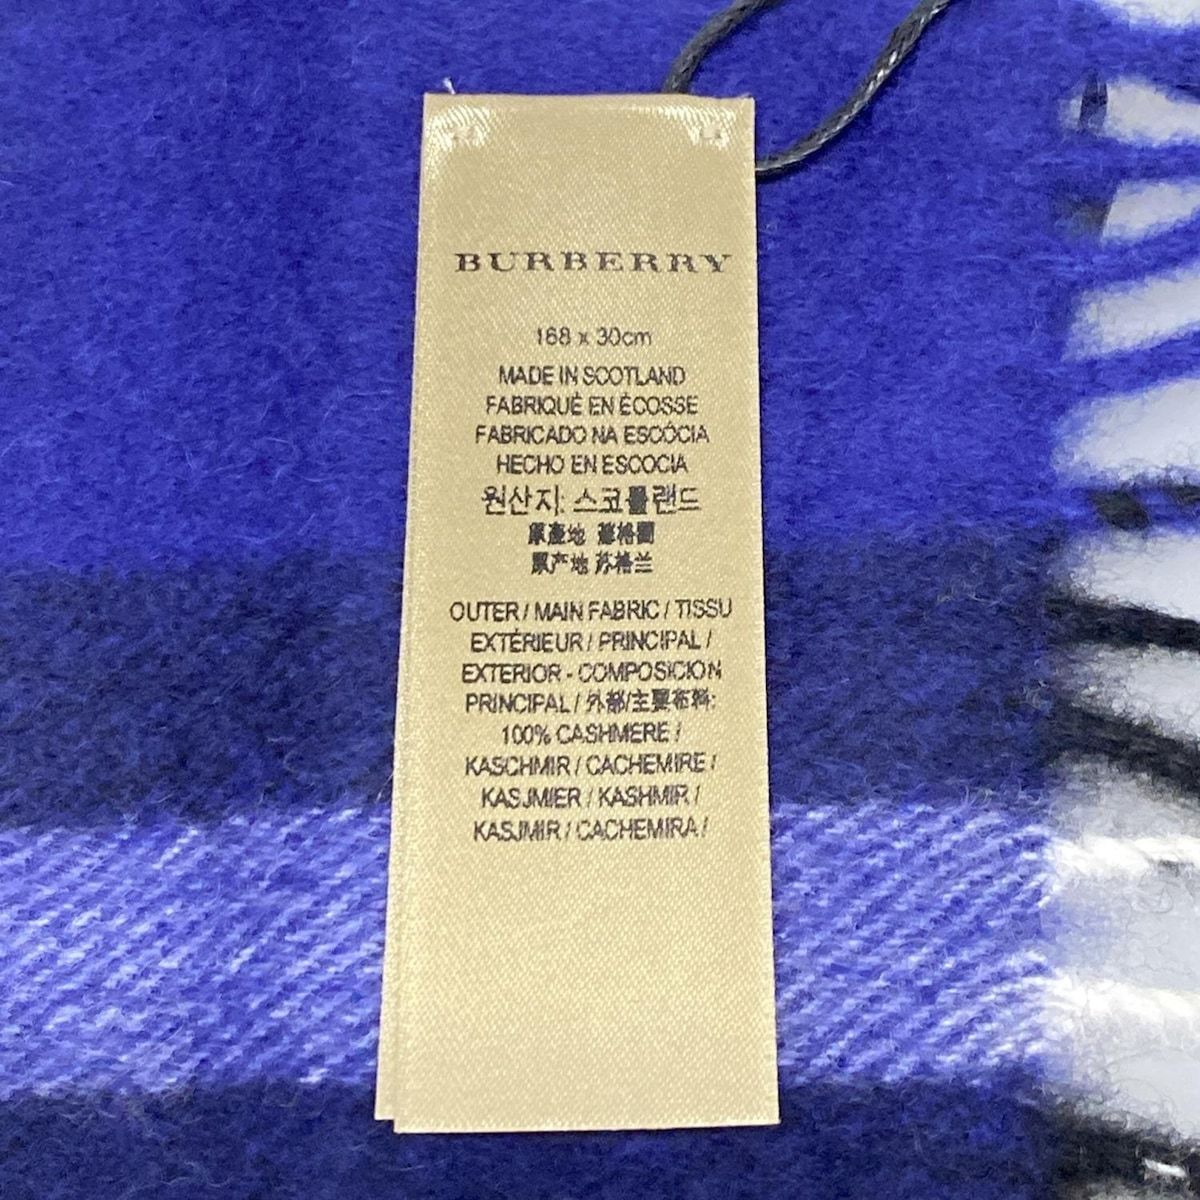 BURBERRY
168 x 30cm
MADE IN SCOTLAND
FABRIQUÉ EN ÉCOSSE
FABRICADO NA ESCÓCIA
HECHO EN ESCOCIA
원산지: 스코틀랜드
原產地 蘇格蘭
原产地 苏格兰
OUTER / MAIN FABRIC / TISSU
EXTÉRIEUR / PRINCIPAL /
EXTERIOR - COMPOSICION
PRINCIPAL / 外部/主要布料:
100% CASHMERE /
KASCHMIR / CACHEMIRE /
KASJMIER / KASHMIR /
KASJMIR / CACHEMIRA /